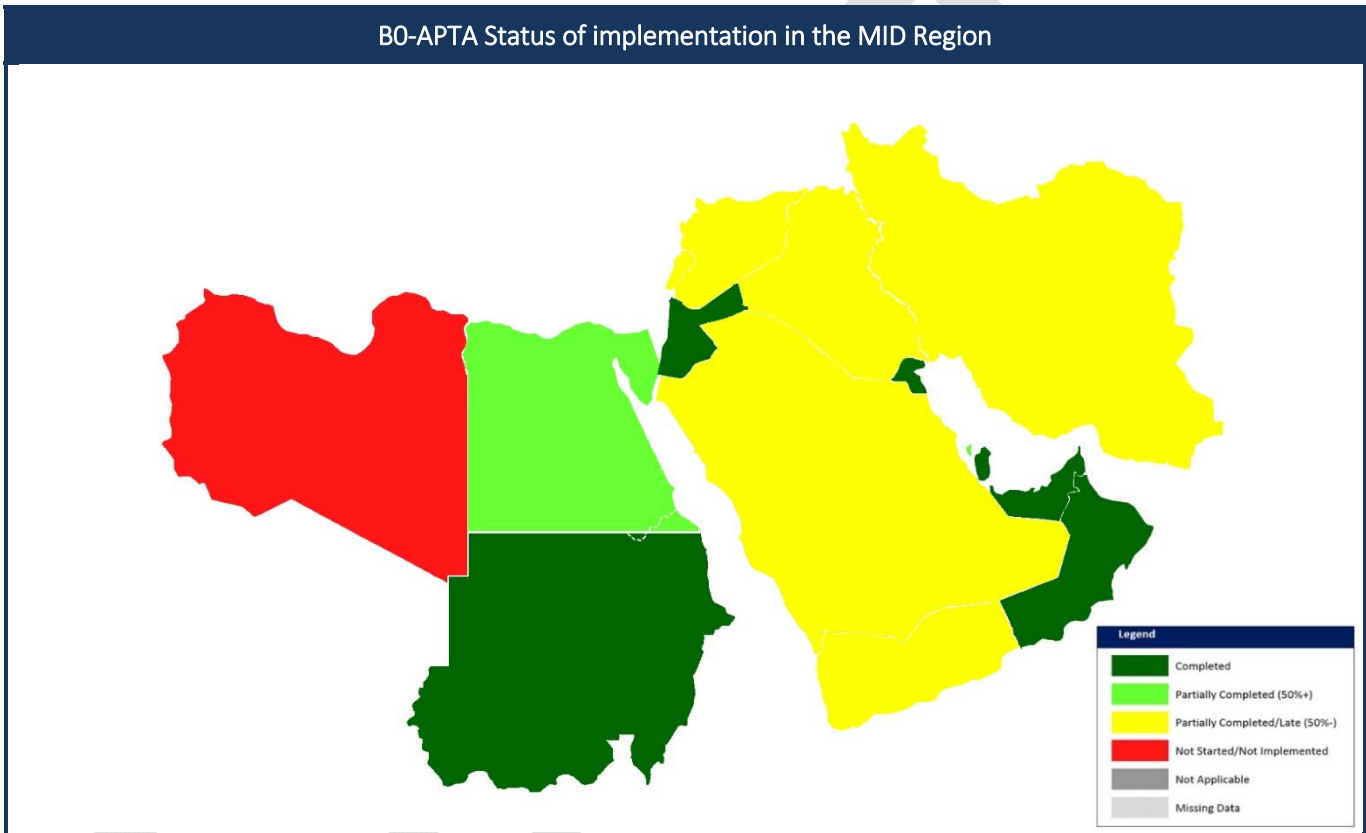 B0-APTA Status of implementation in the MID Region
Legend
Completed
Partially Completed (50%+)
Partially Completed/Late (50%-)
Not Started/Not Implemented
Not Applicable
Missing Data